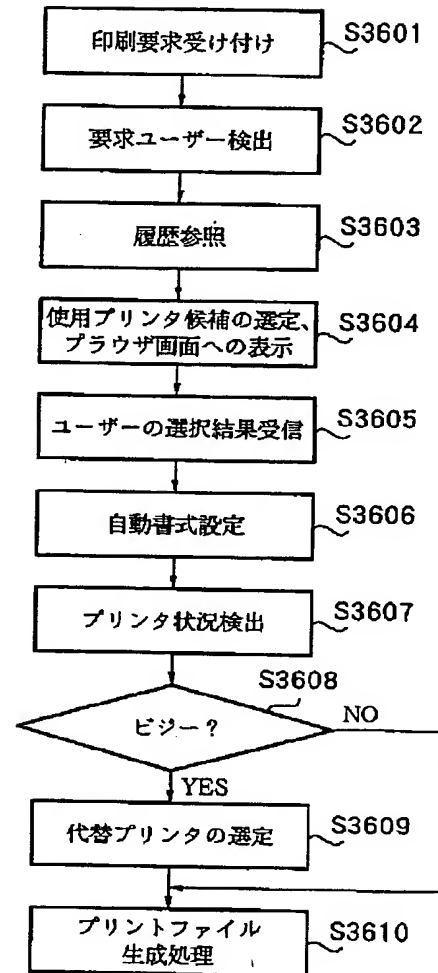 印刷要求受け付け
S3601
要求ユーザー検出
S3602
履歴参照
S3603
使用プリンタ候補の選定、
ブラウザ画面への表示
S3604
ユーザーの選択結果受信
S3605
自動書式設定
S3606
プリンタ状況検出
S3607
S3608
ビジー？
NO
YES
代替プリンタの選定
S3609
プリントファイル
生成処理
S3610